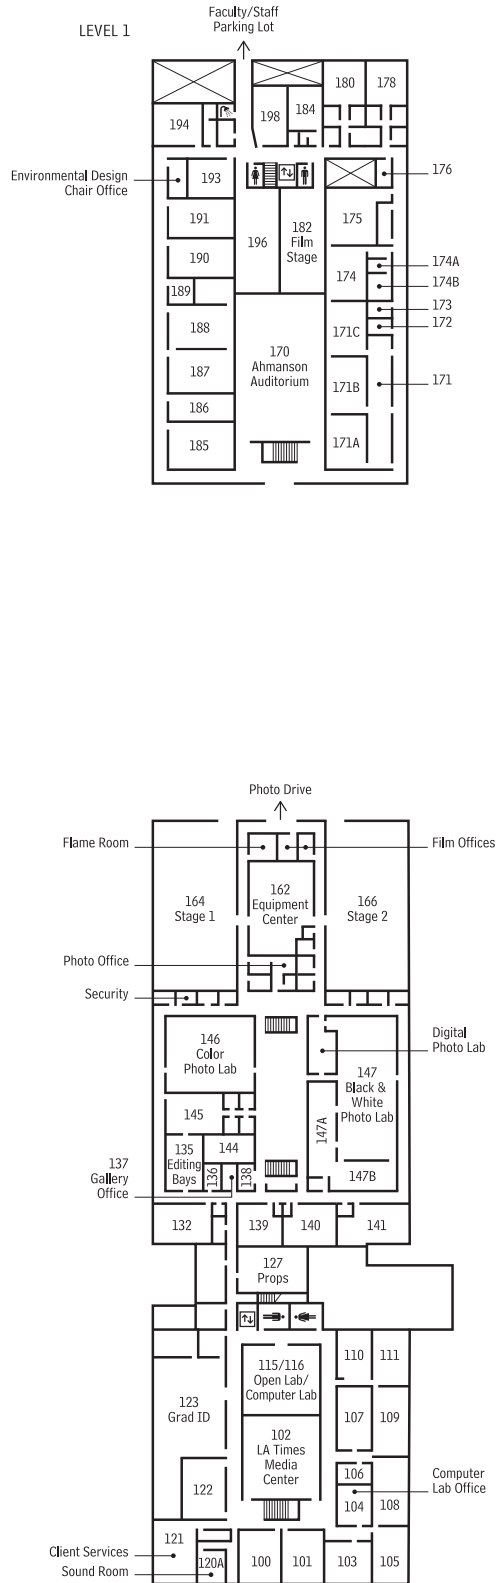 LEVEL 1
Faculty/Staff
Parking Lot
180
178
194
198
184
Environmental Design
Chair Office
193
176
191
182
Film
Stage
175
196
190
174
174A
174B
189
173
172
188
171C
170
Ahmanson
Auditorium
187
171B
171
186
185
171A
Photo Drive
Flame Room
Film Offices
164
Stage 1
162
Equipment
Center
166
Stage 2
Photo Office
Security
146
Color
Photo Lab
Digital
Photo Lab
147
Black &
White
Photo Lab
145
147A
135
Editing
Bays
144
137
Gallery
Office
136
138
147B
132
139
140
141
127
Props
115/116
Open Lab/
Computer Lab
110
111
123
Grad ID
107
109
102
LA Times
Media
Center
106
Computer
Lab Office
122
104
108
121
Client Services
Sound Room
120A
100
101
103
105